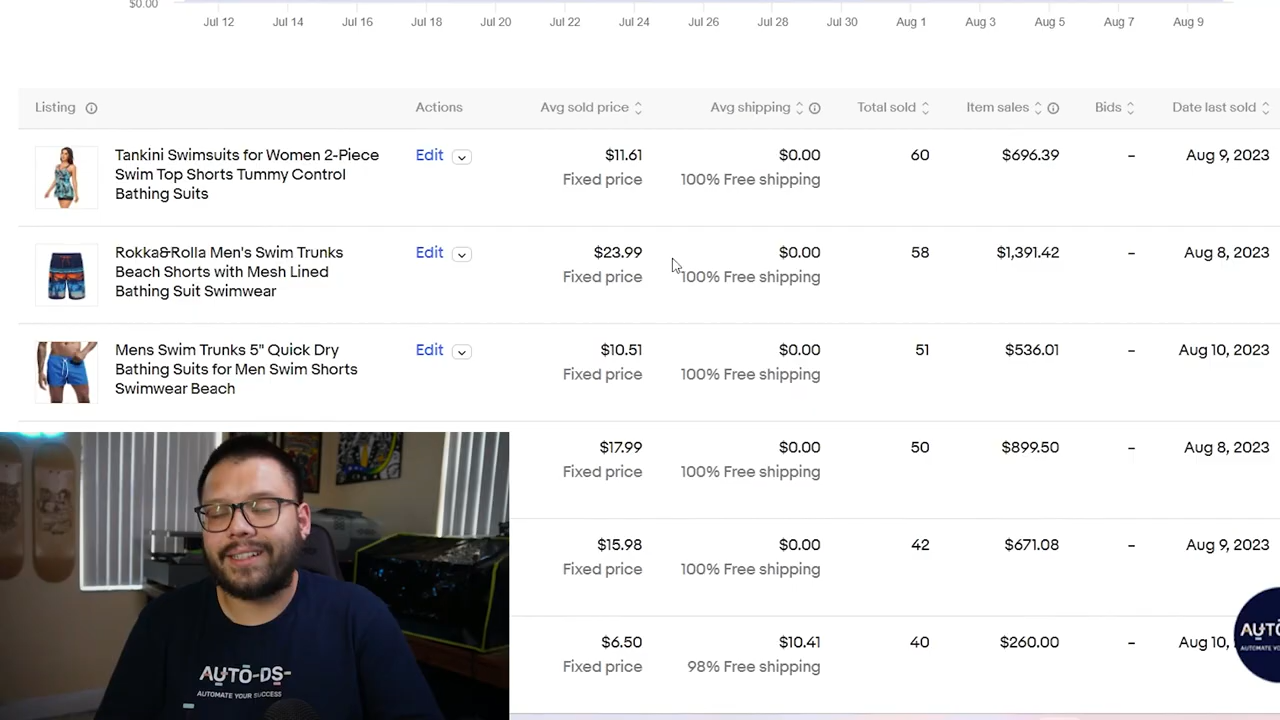 $0.00
Jul 12 Jul 14 Jul 16 Jul 18 Jul 20 Jul 22 Jul 24 Jul 26 Jul 28 Jul 30 Aug 1 Aug 3 Aug 5 Aug 7 Aug 9
Listing Actions Avg sold price Avg shipping Total sold Item sales Bids Date last sold
Tankini Swimsuits for Women 2-Piece Edit $11.61 $0.00 60 $696.39 - Aug 9, 2023
Swim Top Shorts Tummy Control Fixed price 100% Free shipping
Bathing Suits
Rokka&Rolla Men's Swim Trunks Edit $23.99 $0.00 58 $1,391.42 - Aug 8, 2023
Beach Shorts with Mesh Lined Fixed price 100% Free shipping
Bathing Suit Swimwear
Mens Swim Trunks 5" Quick Dry Edit $10.51 $0.00 51 $536.01 - Aug 10, 2023
Bathing Suits for Men Swim Shorts Fixed price 100% Free shipping
Swimwear Beach
$17.99 $0.00 50 $899.50 - Aug 8, 2023
Fixed price 100% Free shipping
$15.98 $0.00 42 $671.08 - Aug 9, 2023
Fixed price 100% Free shipping
$6.50 $10.41 40 $260.00 - Aug 10,
Fixed price 98% Free shipping
AUTO-DS-
AUTOMATE YOUR SUCCESS
AUTO
AUTOMATE YO